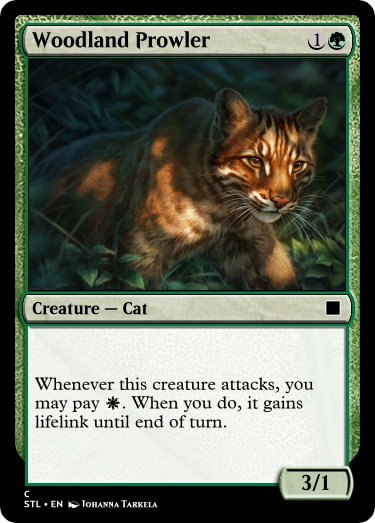 Woodland Prowler 1
Creature — Cat
Whenever this creature attacks, you
may pay . When you do, it gains
lifelink until end of turn.
3/1
C
STL • EN Johanna Tarkela